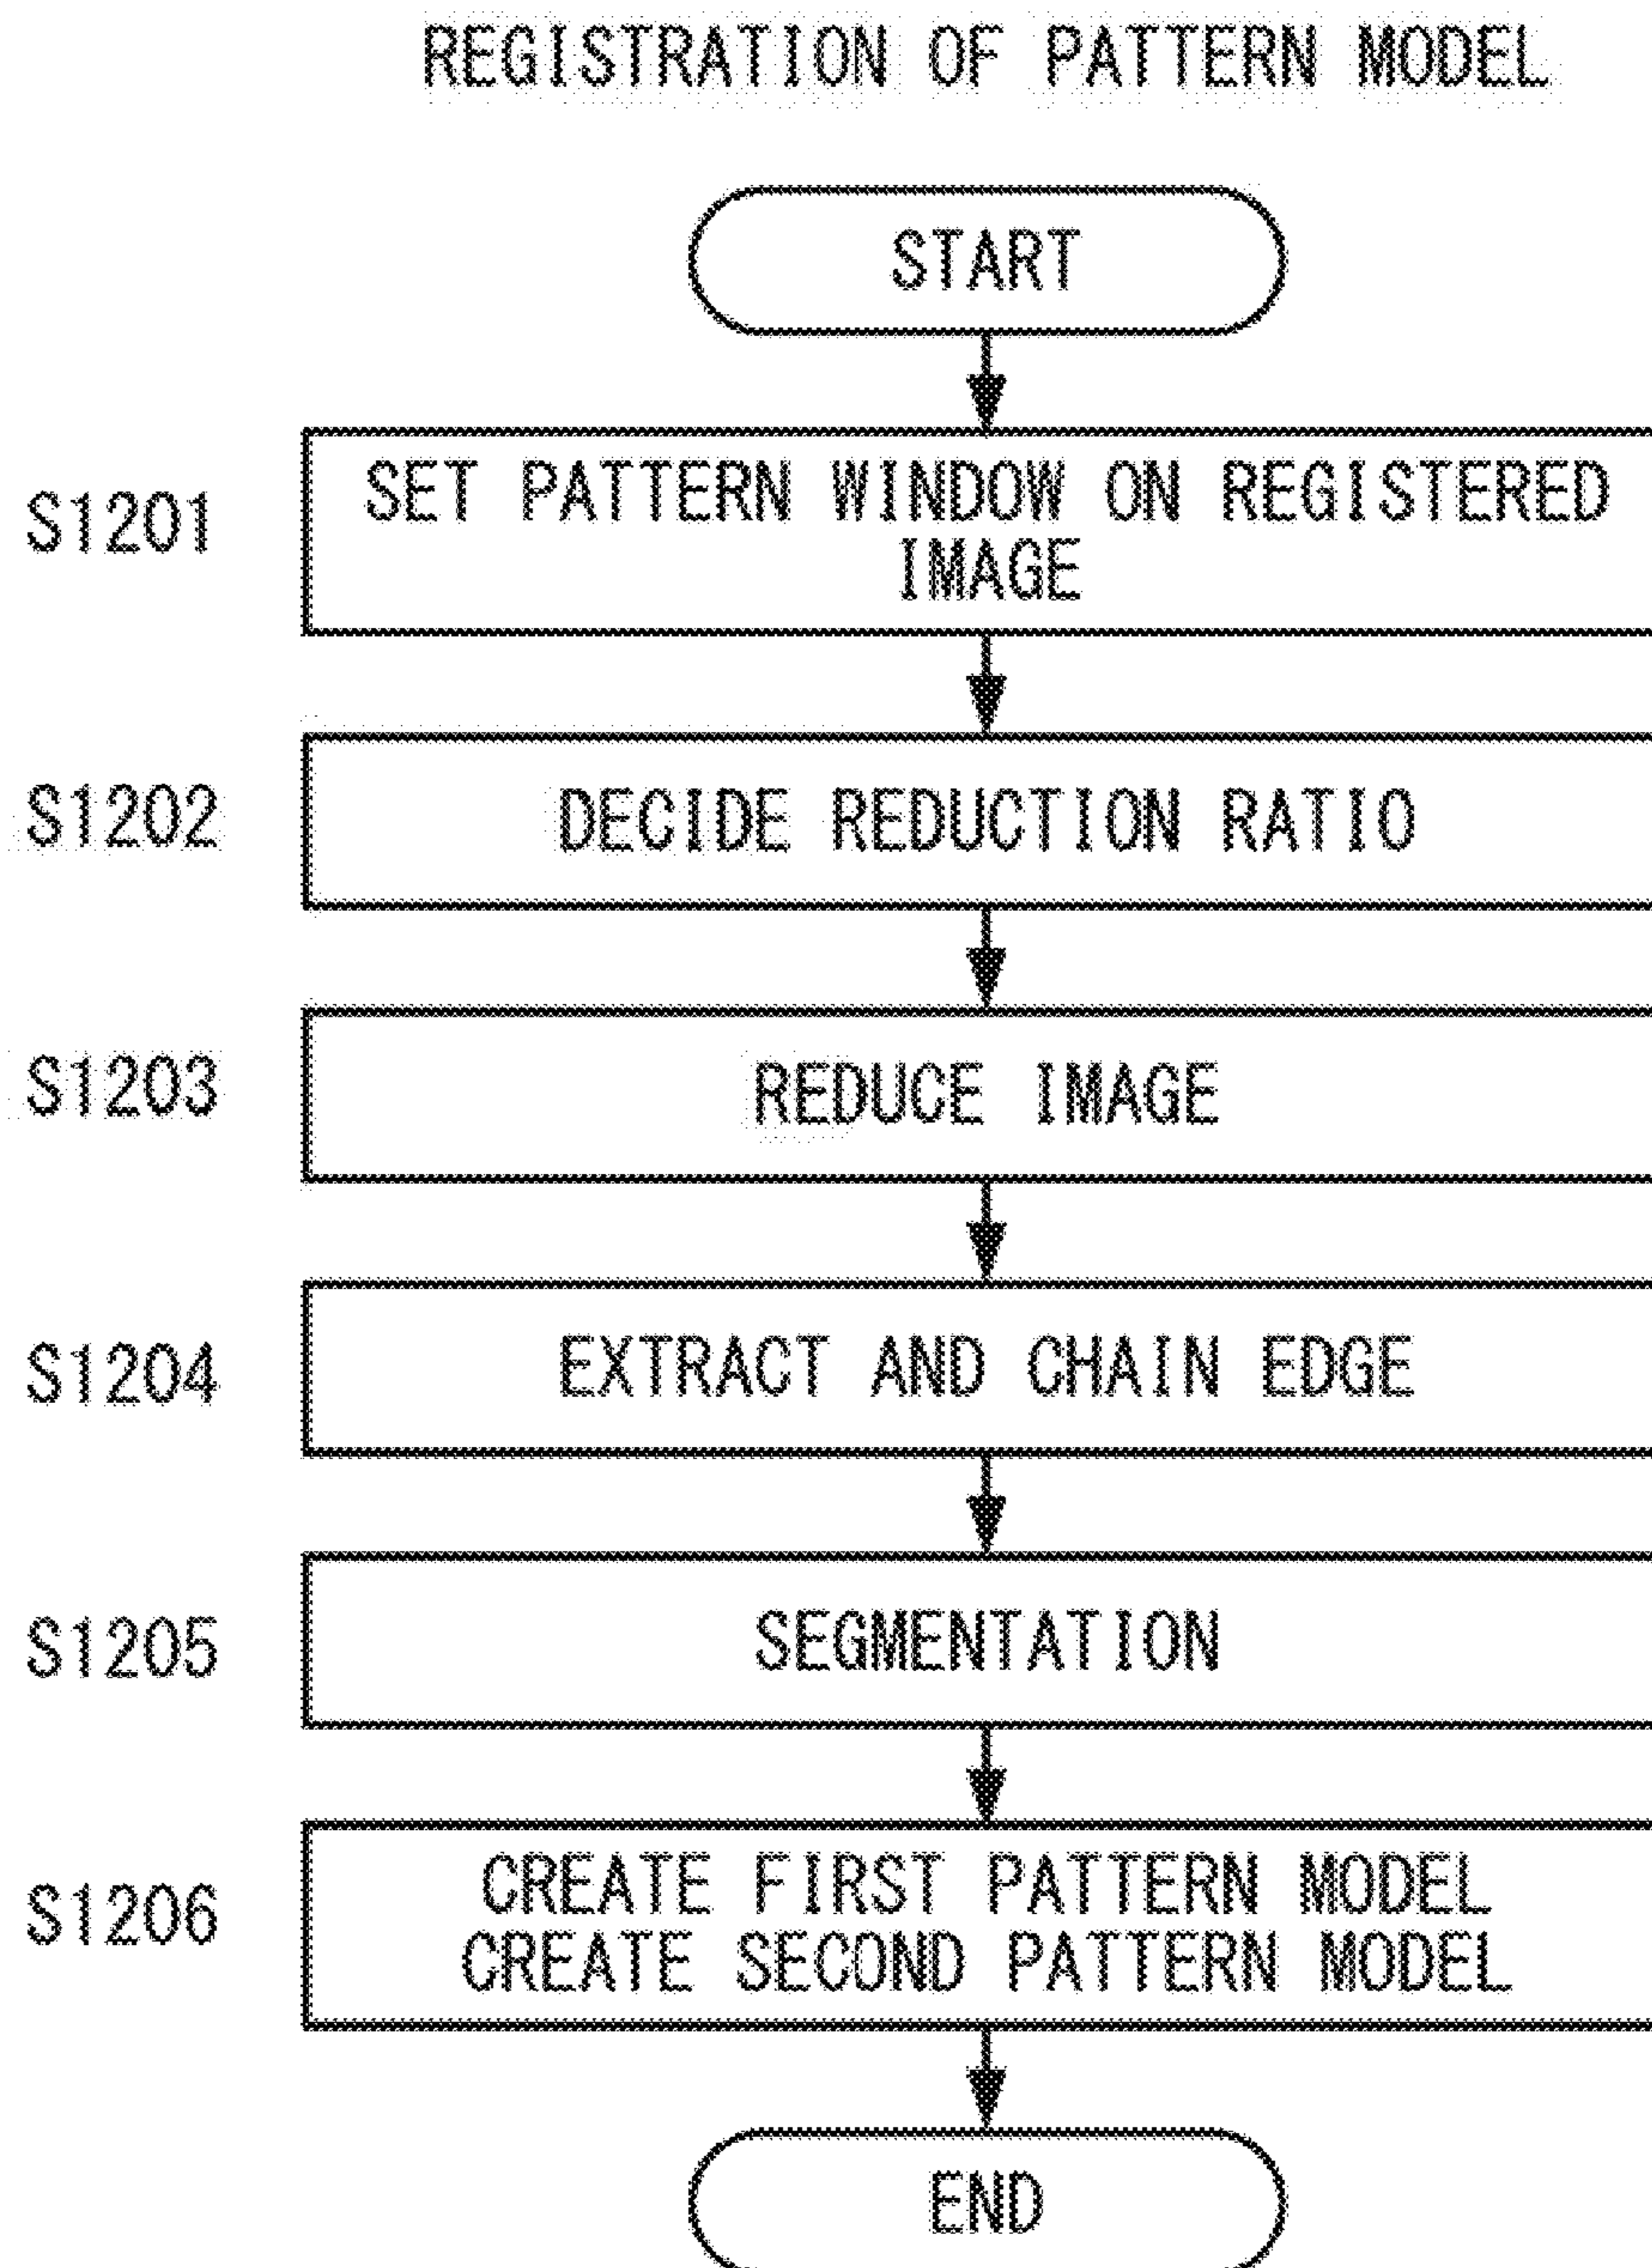 REGISTRATION OF PATTERN MODEL
START
S1201
SET PATTERN WINDOW ON REGISTERED
IMAGE
S1202
DECIDE REDUCTION RATIO
S1203
REDUCE IMAGE
S1204
EXTRACT AND CHAIN EDGE
S1205
SEGMENTATION
S1206
CREATE FIRST PATTERN MODEL
CREATE SECOND PATTERN MODEL
END